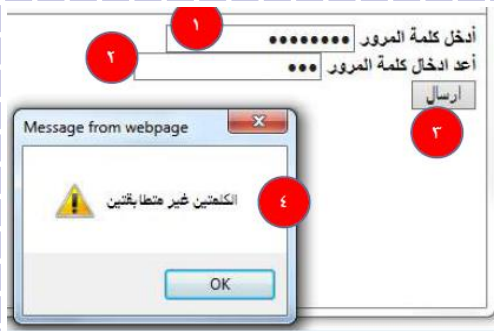 ١
أدخل كلمة المرور ••••••••
٢
أعد ادخال كلمة المرور •••
ارسال
٣
Message from webpage
الكلمتين غير متطابقتين
٤
OK